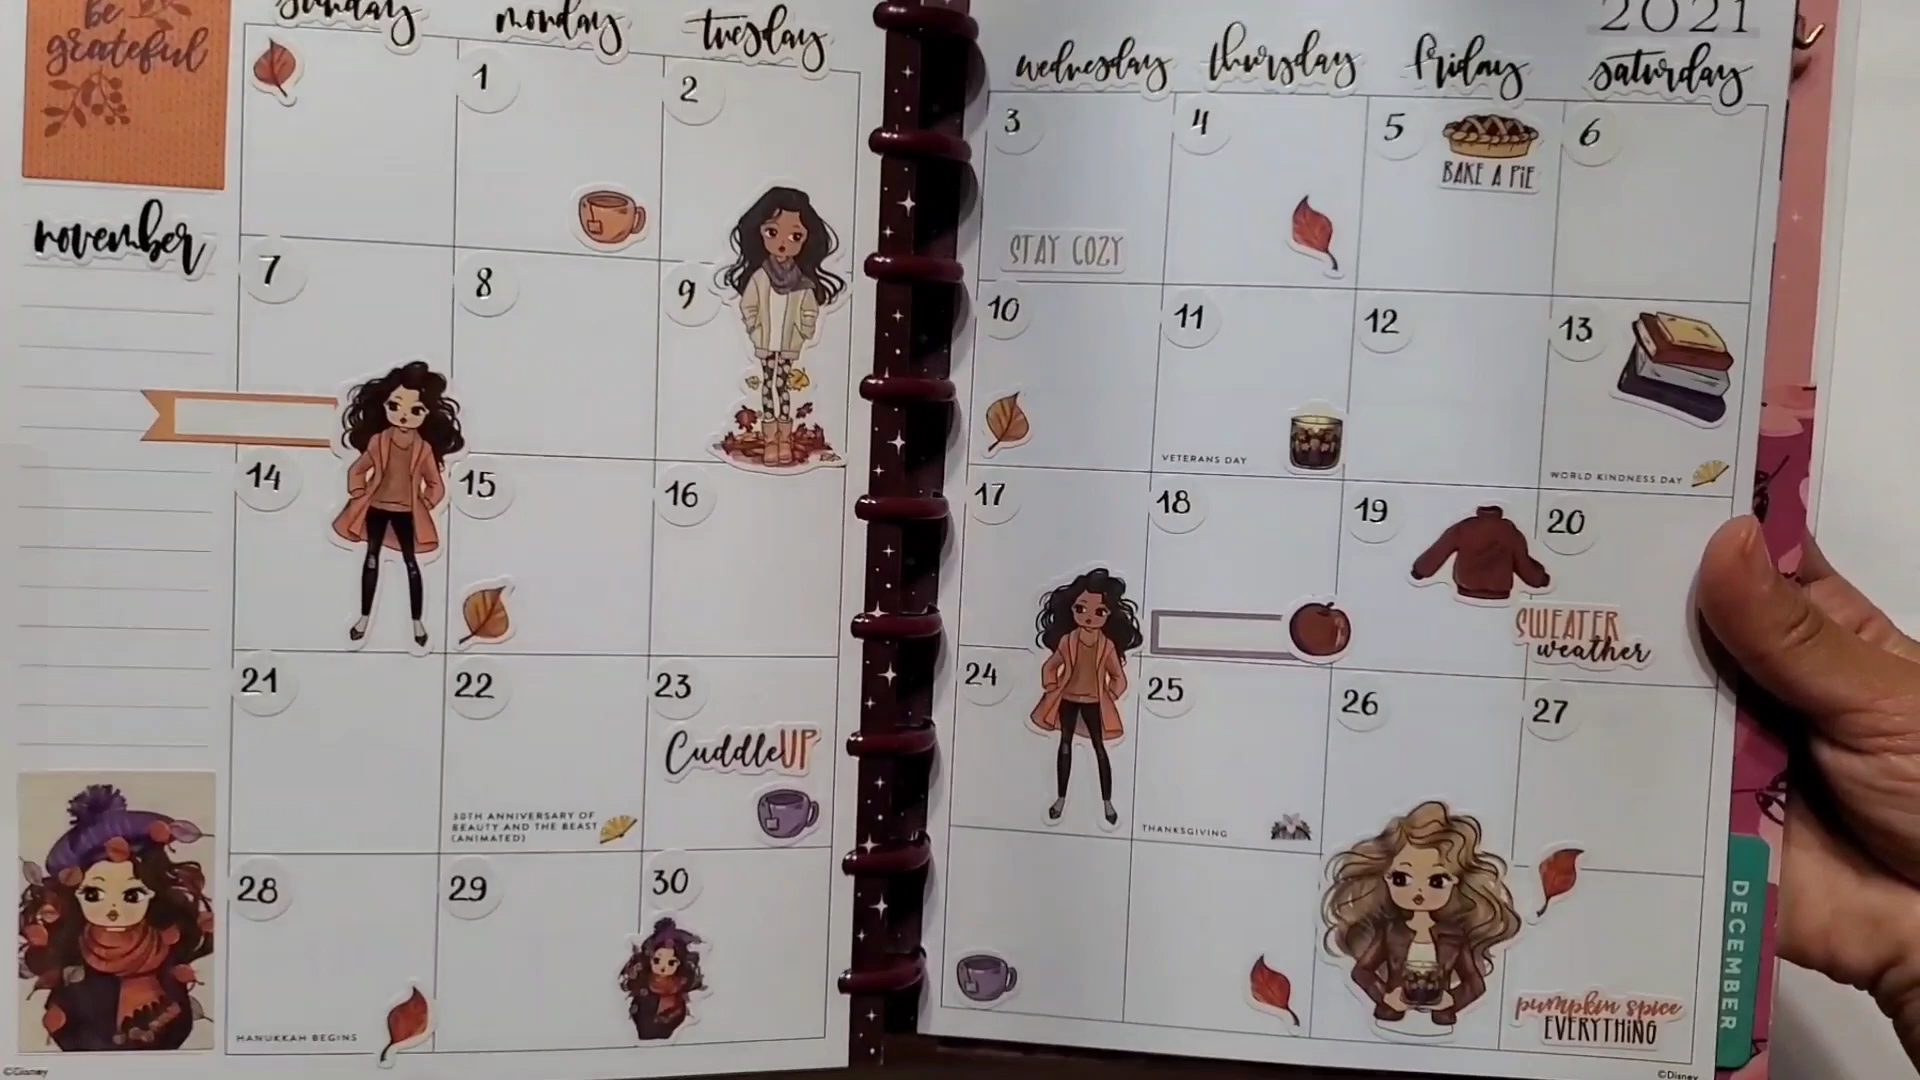 be
grateful
november
sunday
monday
tuesday
2021
wednesday
thursday
friday
saturday
1
2
3
4
5
BAKE A PIE
6
STAY COZY
7
8
9
10
11
VETERANS DAY
12
13
WORLD KINDNESS DAY
14
15
16
17
18
19
20
SWEATER
weather
21
22
30TH ANNIVERSARY OF
BEAUTY AND THE BEAST
(ANIMATED)
23
CuddleUP
24
25
THANKSGIVING
26
27
28
HANUKKAH BEGINS
29
30
pumpkin spice
EVERYTHING
DECEMBER
©Disney
©Disney